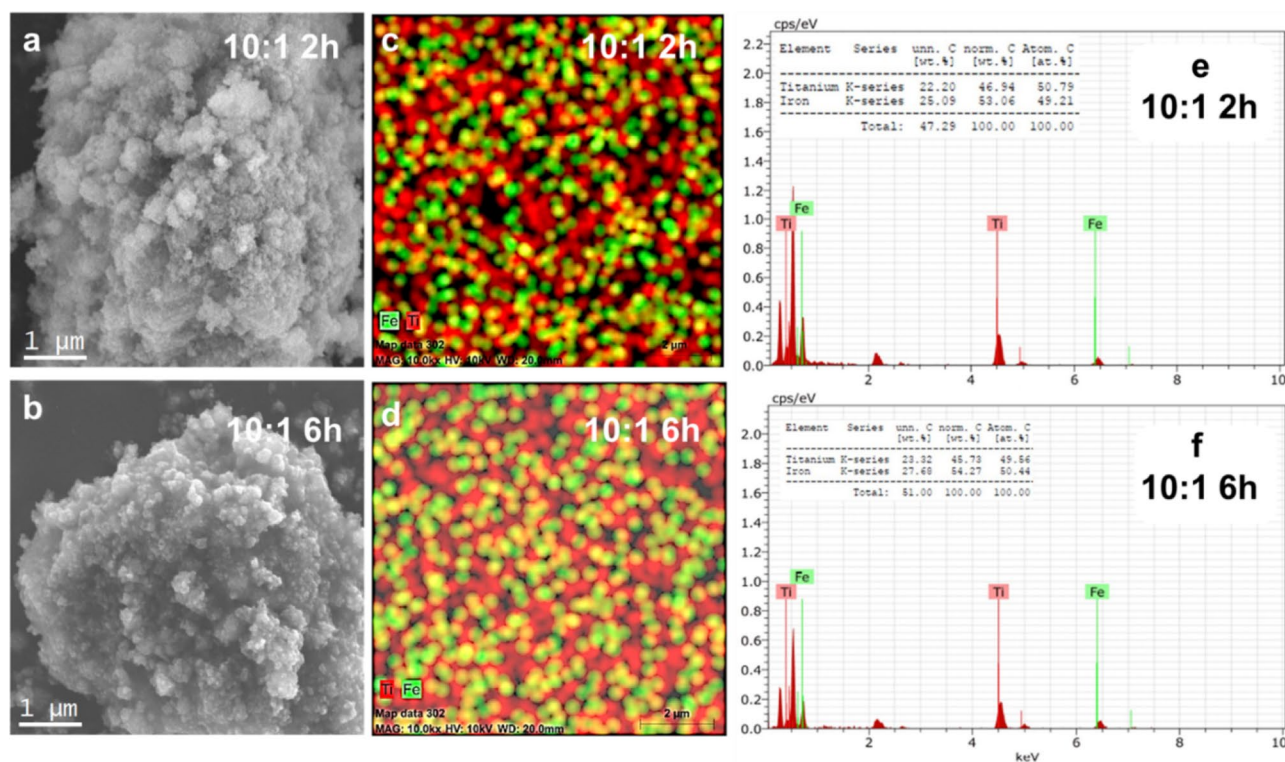 a
10:1 2h
1 µm
c
10:1 2h
Fe Ti
Map data 302
MAG: 10.0kx HV: 10kV WD: 20.0mm
2 µm
cps/eV
2.2
2.0
1.8
1.6
1.4
1.2
1.0
0.8
0.6
0.4
0.2
0.0
Element Series unn. C norm. C Atom. C
[wt.%] [wt.%] [at.%]
Titanium K-series 22.20 46.94 50.79
Iron K-series 25.09 53.06 49.21
Total: 47.29 100.00 100.00
e
10:1 2h
Ti
Fe
Ti
Fe
2 4 6 8 10
b
10:1 6h
1 µm
d
10:1 6h
Ti Fe
Map data 302
MAG: 10.0kx HV: 10kV WD: 20.0mm
2 µm
cps/eV
2.0
1.8
1.6
1.4
1.2
1.0
0.8
0.6
0.4
0.2
0.0
Element Series unn. C norm. C Atom. C
[wt.%] [wt.%] [at.%]
Titanium K-series 23.32 45.73 49.56
Iron K-series 27.68 54.27 50.44
Total: 51.00 100.00 100.00
f
10:1 6h
Ti
Fe
Ti
Fe
2 4 6 8 10
keV